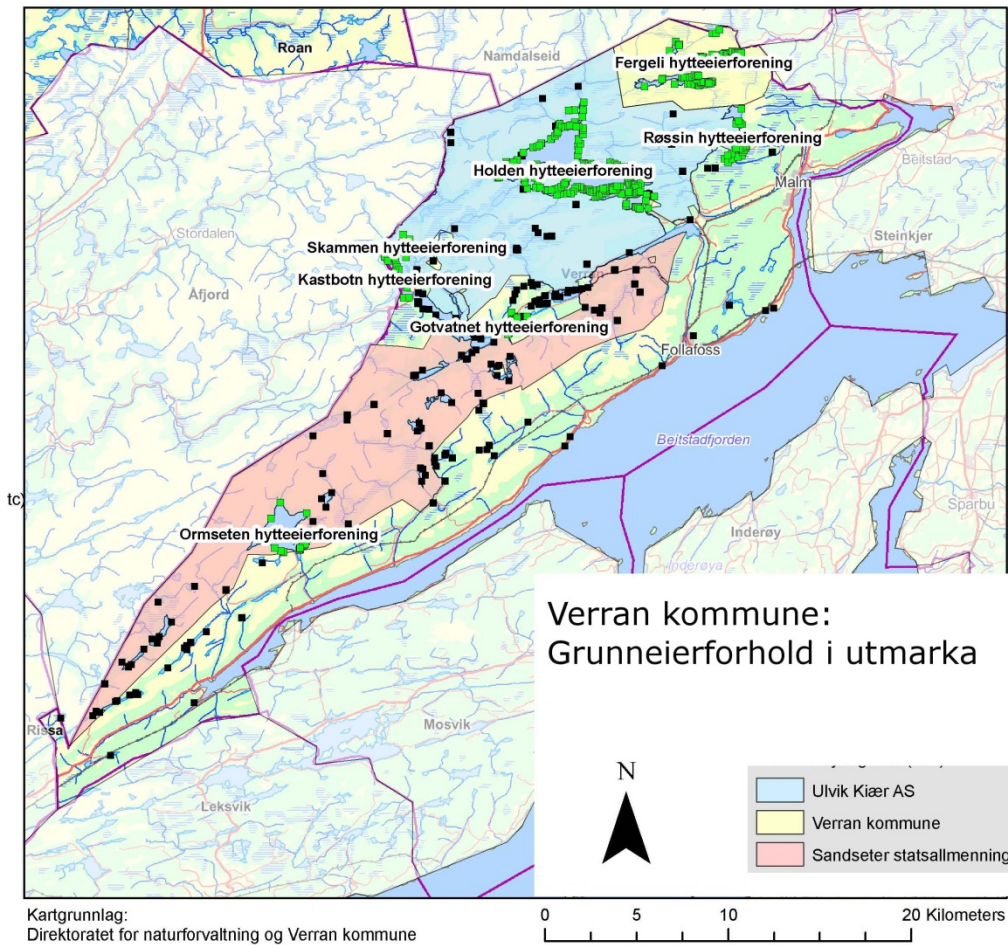 Roan
Namdalseid
Fergeli hytteeierforening
Røssin hytteeierforening
Beitstad
Holden hytteeierforening
Malm
Stordalen
Steinkjer
Skammen hytteeierforening
Åfjord
Verran
Kastbotn hytteeierforening
Gotvatnet hytteeierforening
Follafoss
Beitstadfjorden
tc)
Sparbu
Ormseten hytteeierforening
Inderøy
Inderøya
Verran kommune:
Grunneierforhold i utmarka
Mosvik
Rissa
N
Leksvik
Ulvik Kiær AS
Verran kommune
Sandseter statsallmenning
Kartgrunnlag:
Direktoratet for naturforvaltning og Verran kommune
0 5 10 20 Kilometers